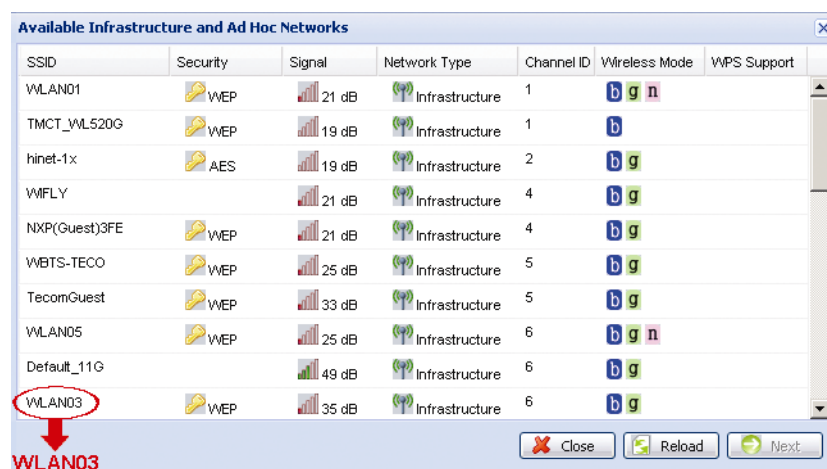 Available Infrastructure and Ad Hoc Networks
SSID Security Signal Network Type Channel ID Wireless Mode WPS Support
WLAN01 WEP 21 dB Infrastructure 1 b g n
TMCT_WL520G WEP 19 dB Infrastructure 1 b
hinet-1x AES 19 dB Infrastructure 2 b g
WIFLY 21 dB Infrastructure 4 b g
NXP(Guest)3FE WEP 21 dB Infrastructure 4 b g
WBTS-TECO WEP 25 dB Infrastructure 5 b g
TecomGuest WEP 33 dB Infrastructure 5 b g
WLAN05 WEP 25 dB Infrastructure 6 b g n
Default_11G 49 dB Infrastructure 6 b g
WLAN03 WEP 35 dB Infrastructure 6 b g
Close Reload Next
WLAN03